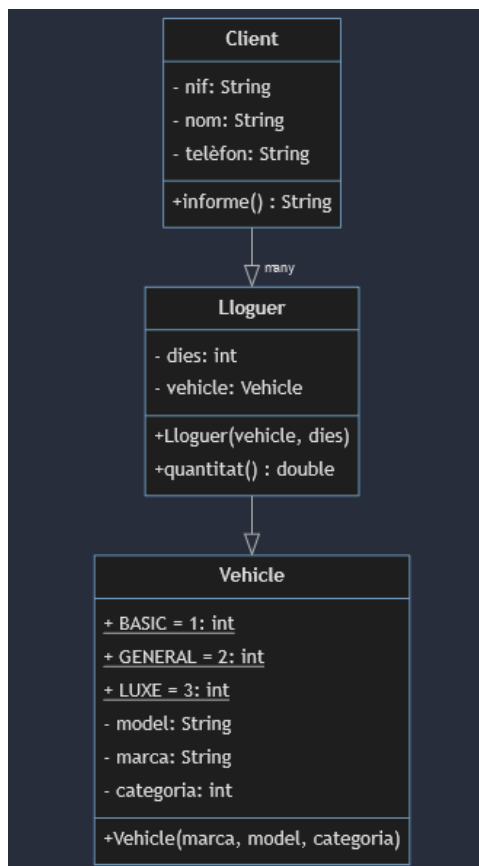 Client
- nif: String
- nom: String
- telèfon: String
+informe() : String
many
Lloguer
- dies: int
- vehicle: Vehicle
+Lloguer(vehicle, dies)
+quantitat() : double
Vehicle
+ BASIC = 1: int
+ GENERAL = 2: int
+ LUXE = 3: int
- model: String
- marca: String
- categoria: int
+Vehicle(marca, model, categoria)